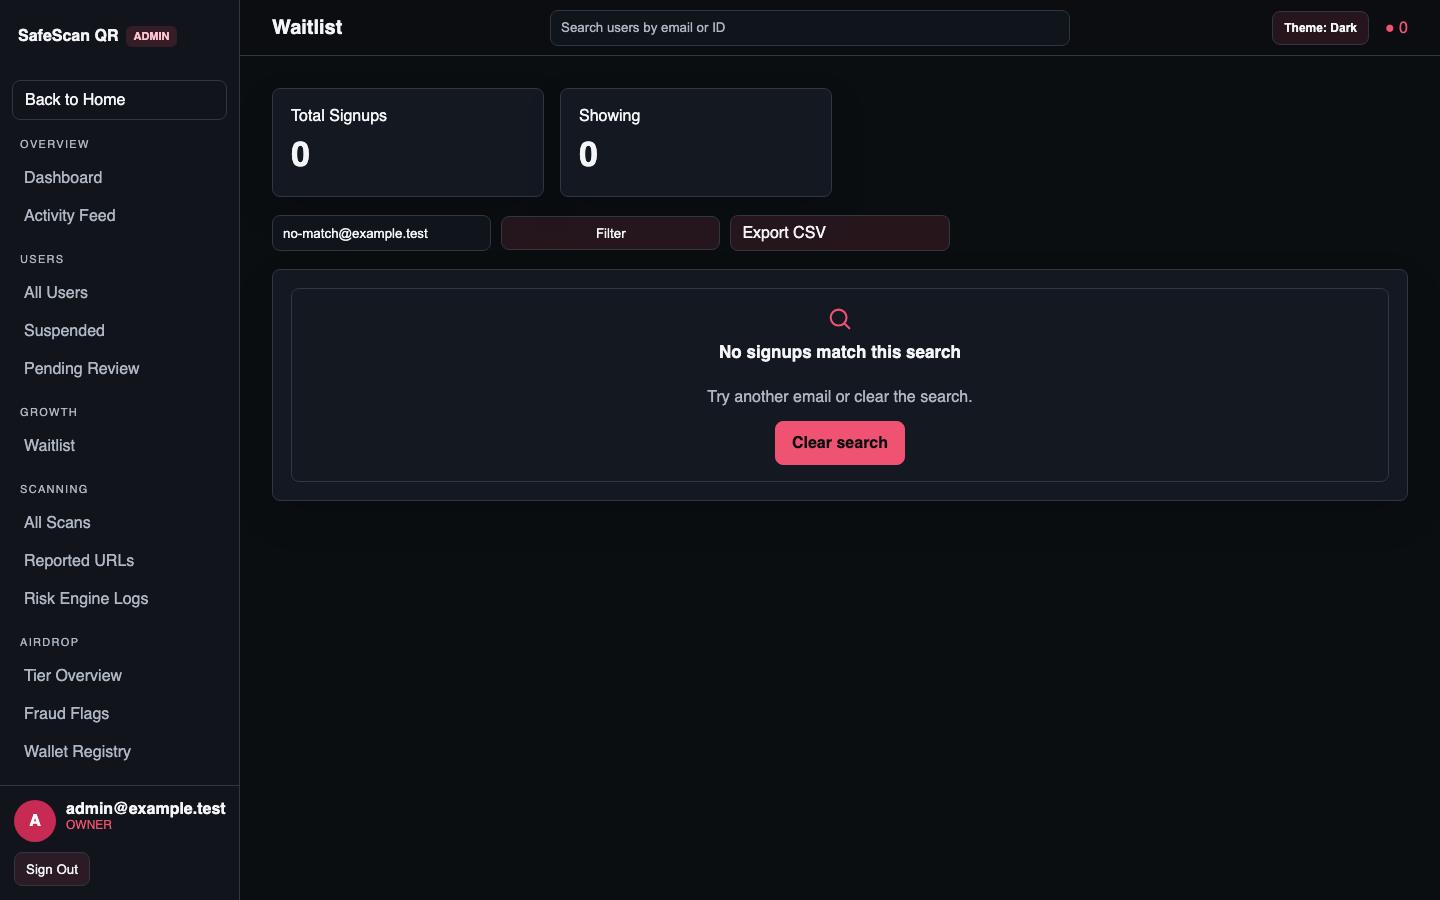 SafeScan QR ADMIN
Back to Home
OVERVIEW
Dashboard
Activity Feed
USERS
All Users
Suspended
Pending Review
GROWTH
Waitlist
SCANNING
All Scans
Reported URLs
Risk Engine Logs
AIRDROP
Tier Overview
Fraud Flags
Wallet Registry
A
admin@example.test
OWNER
Sign Out
Waitlist
Search users by email or ID
Theme: Dark
0
Total Signups
0
Showing
0
no-match@example.test
Filter
Export CSV
No signups match this search
Try another email or clear the search.
Clear search